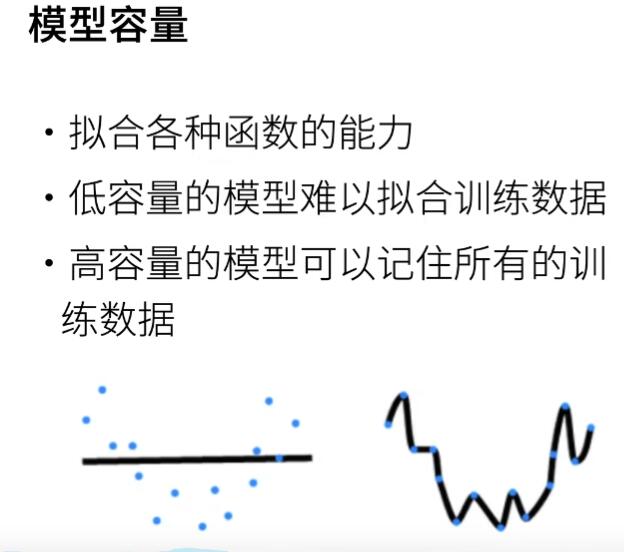 模型容量
• 拟合各种函数的能力
• 低容量的模型难以拟合训练数据
• 高容量的模型可以记住所有的训
练数据